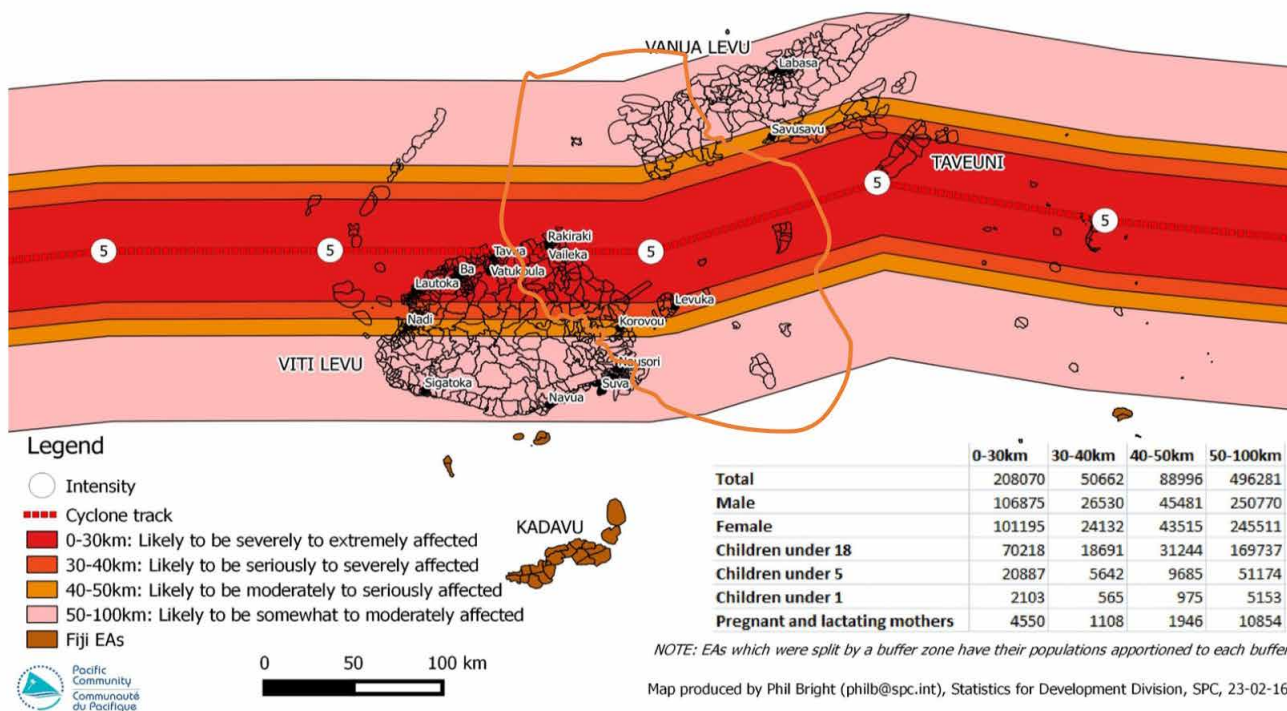 VANUA LEVU
Labasa
Savusavu
TAVEUNI
5
5
5
5
5
Rakiraki
Tavua
Vaileka
Ba
Vatukoula
Lautoka
Levuka
Nadi
Korovou
VITI LEVU
Nausori
Sigatoka
Suva
Navua
KADAVU
Legend
Intensity
Cyclone track
0-30km: Likely to be severely to extremely affected
30-40km: Likely to be seriously to severely affected
40-50km: Likely to be moderately to seriously affected
50-100km: Likely to be somewhat to moderately affected
Fiji EAs
0 50 100 km
Pacific
Community
Communauté
du Pacifique
0-30km 30-40km 40-50km 50-100km
Total 208070 50662 88996 496281
Male 106875 26530 45481 250770
Female 101195 24132 43515 245511
Children under 18 70218 18691 31244 169737
Children under 5 20887 5642 9685 51174
Children under 1 2103 565 975 5153
Pregnant and lactating mothers 4550 1108 1946 10854
NOTE: EAs which were split by a buffer zone have their populations apportioned to each buffer
Map produced by Phil Bright (philb@spc.int), Statistics for Development Division, SPC, 23-02-16